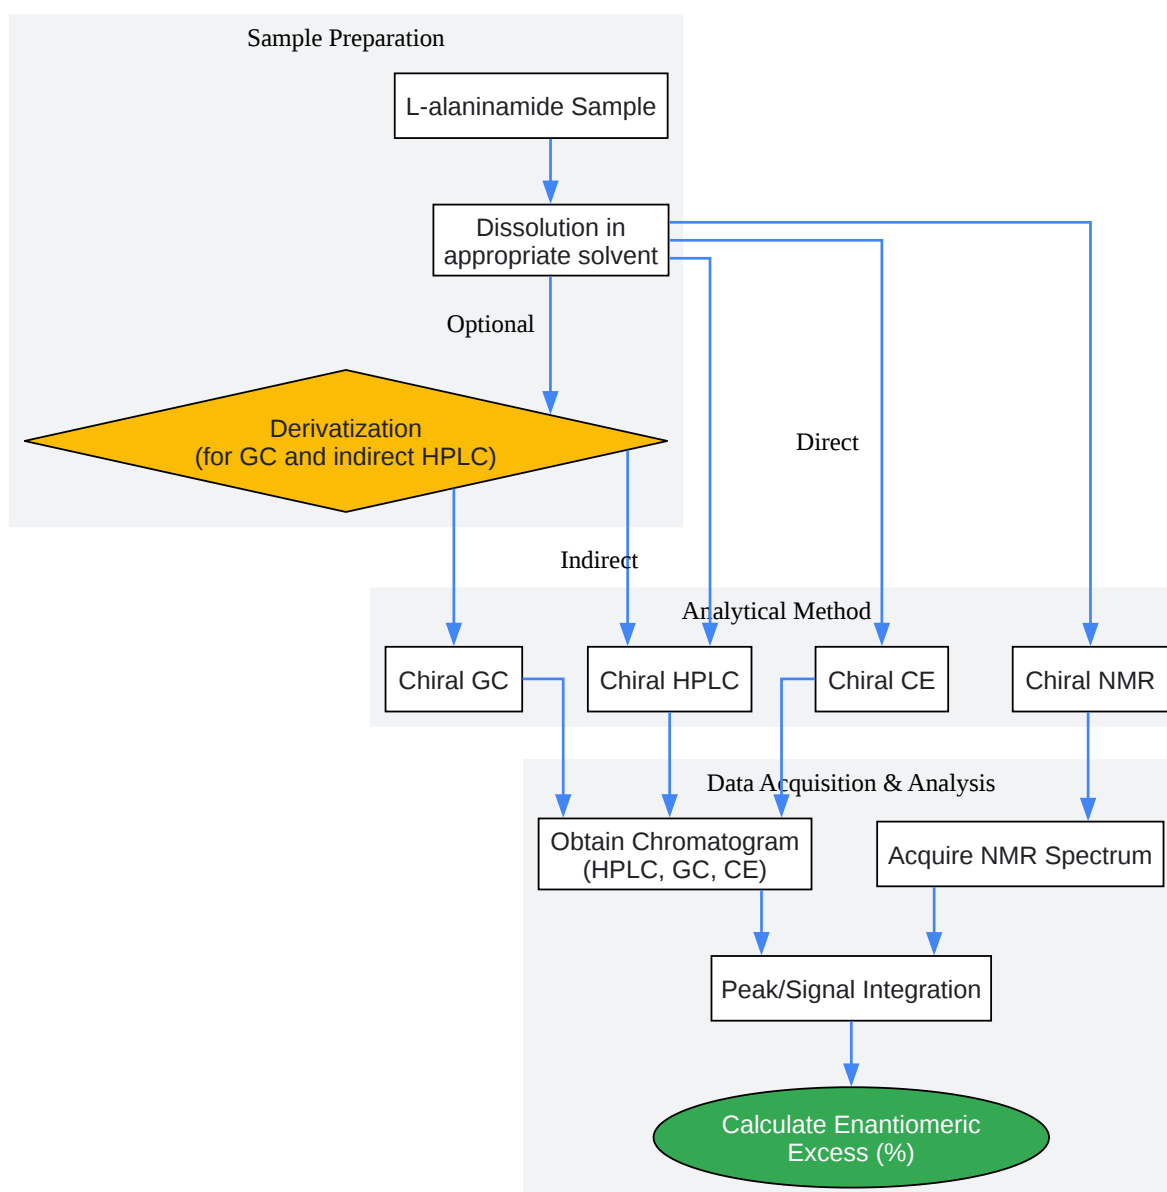 Sample Preparation
L-alaninamide Sample
Dissolution in
appropriate solvent
Optional
Derivatization
(for GC and indirect HPLC)
Direct
Indirect
Analytical Method
Chiral GC
Chiral HPLC
Chiral CE
Chiral NMR
Data Acquisition & Analysis
Obtain Chromatogram
(HPLC, GC, CE)
Acquire NMR Spectrum
Peak/Signal Integration
Calculate Enantiomeric
Excess (%)